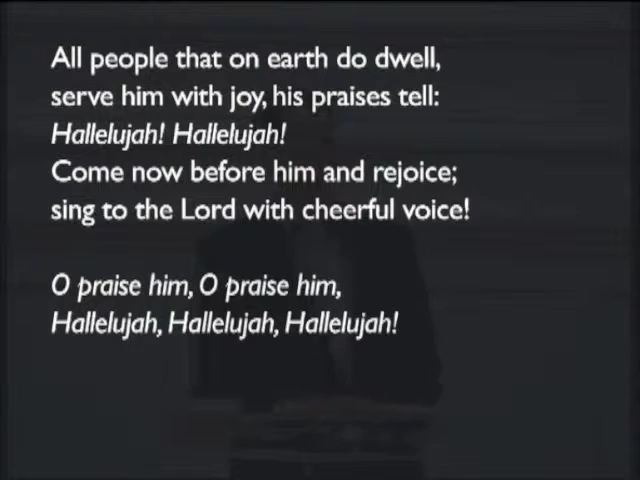 All people that on earth do dwell,
serve him with joy, his praises tell:
Hallelujah! Hallelujah!
Come now before him and rejoice;
sing to the Lord with cheerful voice!
O praise him, O praise him,
Hallelujah, Hallelujah, Hallelujah!